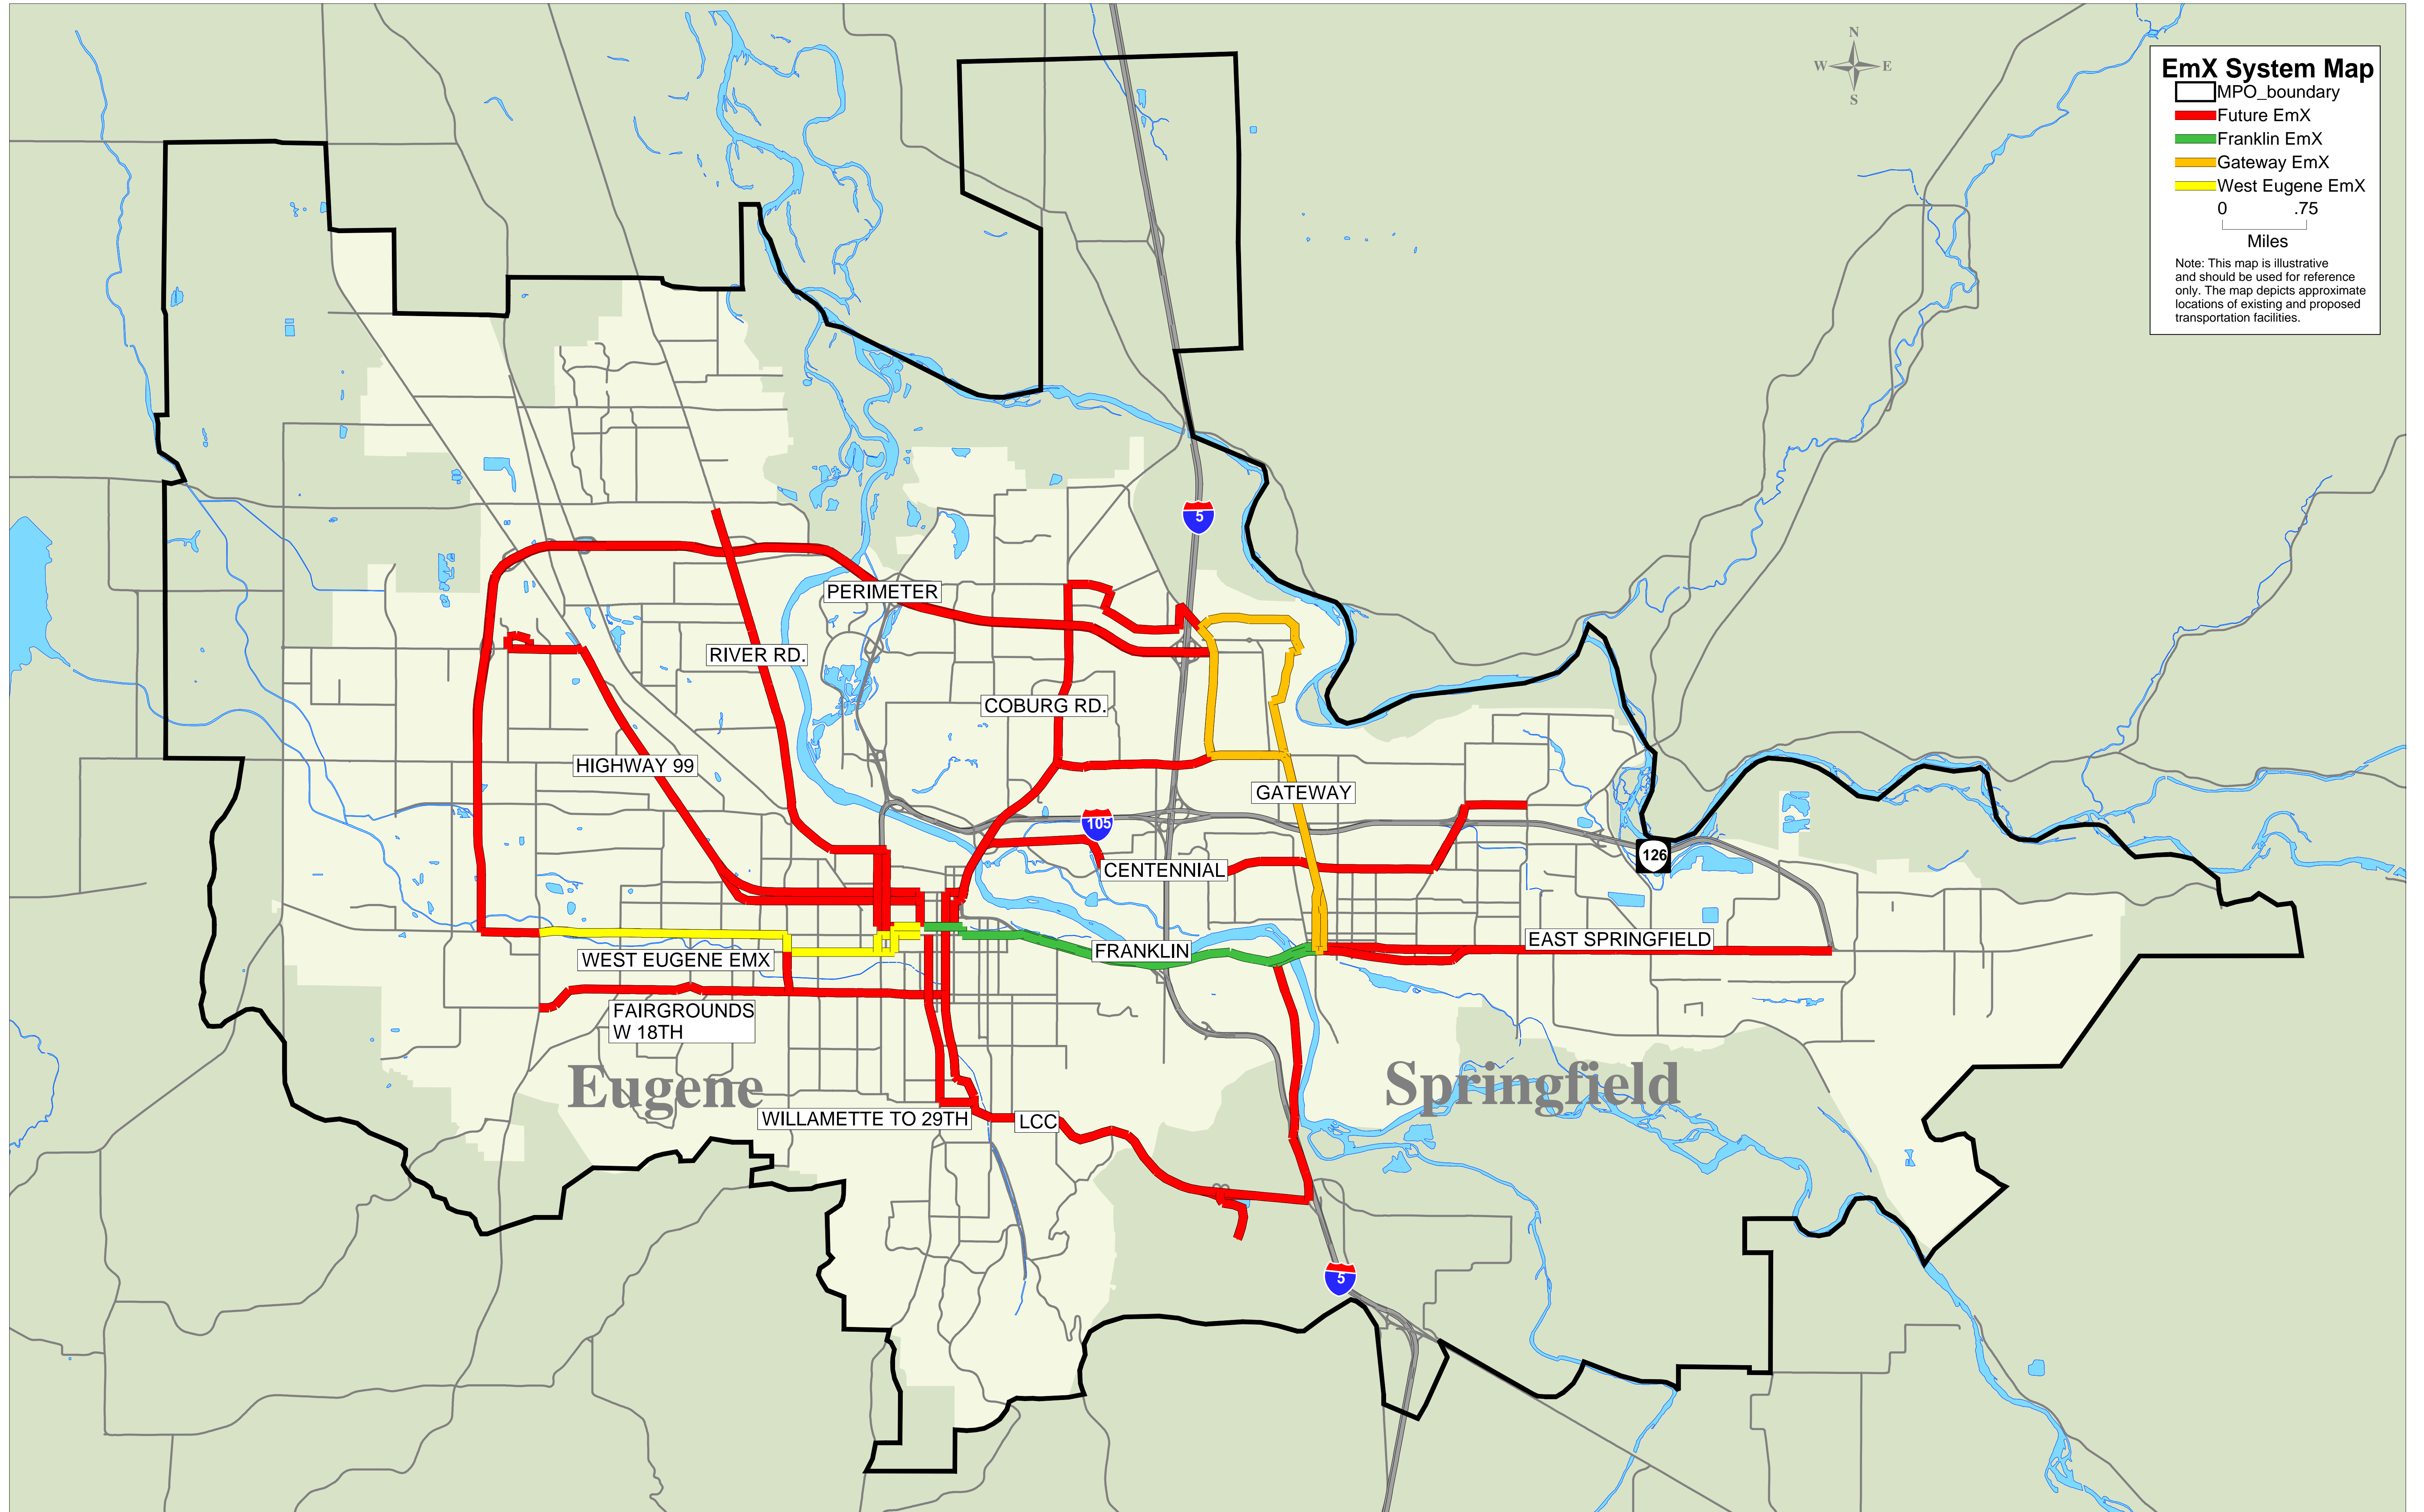 N
W E
S
EmX System Map
MPO_boundary
Future EmX
Franklin EmX
Gateway EmX
West Eugene EmX
0 .75
Miles
Note: This map is illustrative
and should be used for reference
only. The map depicts approximate
locations of existing and proposed
transportation facilities.
5
PERIMETER
RIVER RD.
COBURG RD.
HIGHWAY 99
GATEWAY
105
126
CENTENNIAL
EAST SPRINGFIELD
FRANKLIN
WEST EUGENE EMX
FAIRGROUNDS
W 18TH
Eugene
Springfield
WILLAMETTE TO 29TH
LCC
5